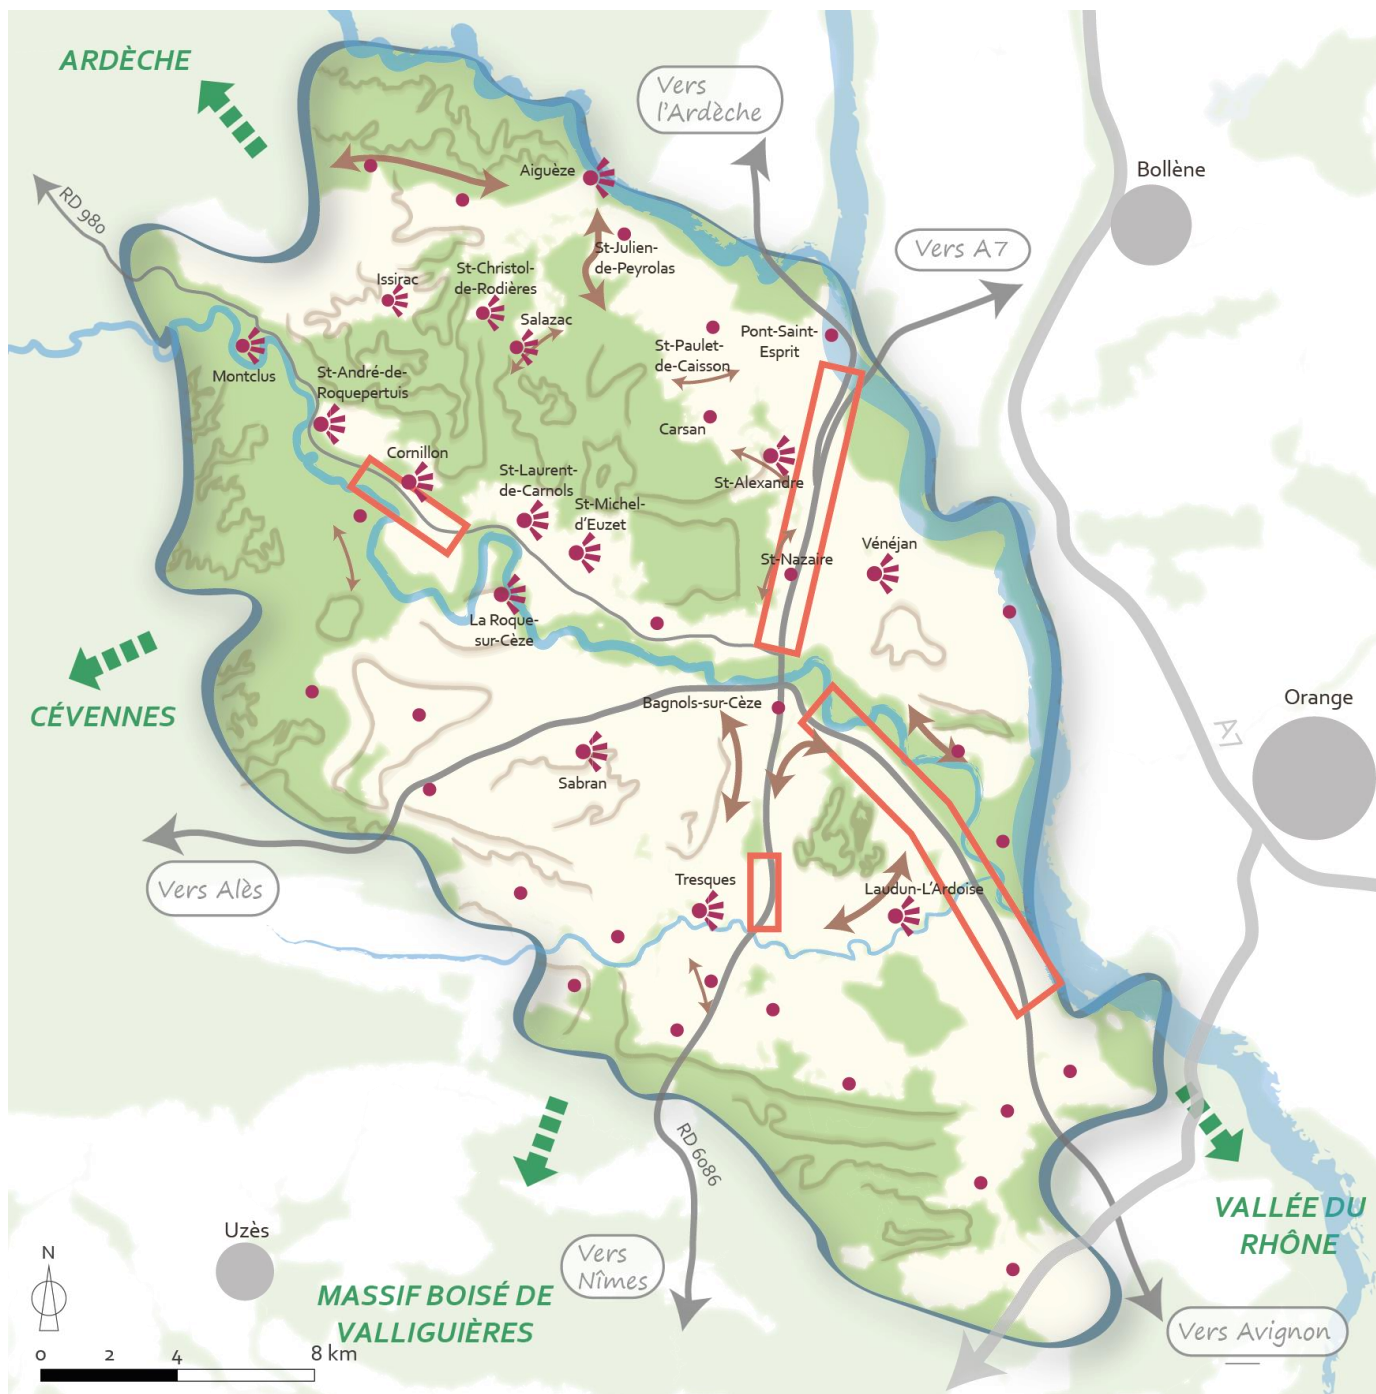 ARDÈCHE
Vers
l'Ardèche
Bollène
Aiguèze
RD 980
Vers A7
St-Julien-
de-Peyrolas
Issirac
St-Christol-
de-Rodières
Salazac
Pont-Saint-
Esprit
St-Paulet-
de-Caisson
Montclus
St-André-de-
Roquepertuis
Carsan
Cornillon
St-Alexandre
St-Laurent-
de-Carnols
St-Michel-
d'Euzet
Vénéjan
St-Nazaire
La Roque-
sur-Cèze
CÉVENNES
Bagnols-sur-Cèze
Orange
A7
Sabran
Vers Alès
Tresques
Laudun-L'Ardoise
RD 6086
VALLÉE DU
RHÔNE
Uzès
Vers
Nîmes
N
MASSIF BOISÉ DE
VALLIGUIÈRES
Vers Avignon
0 2 4 8 km